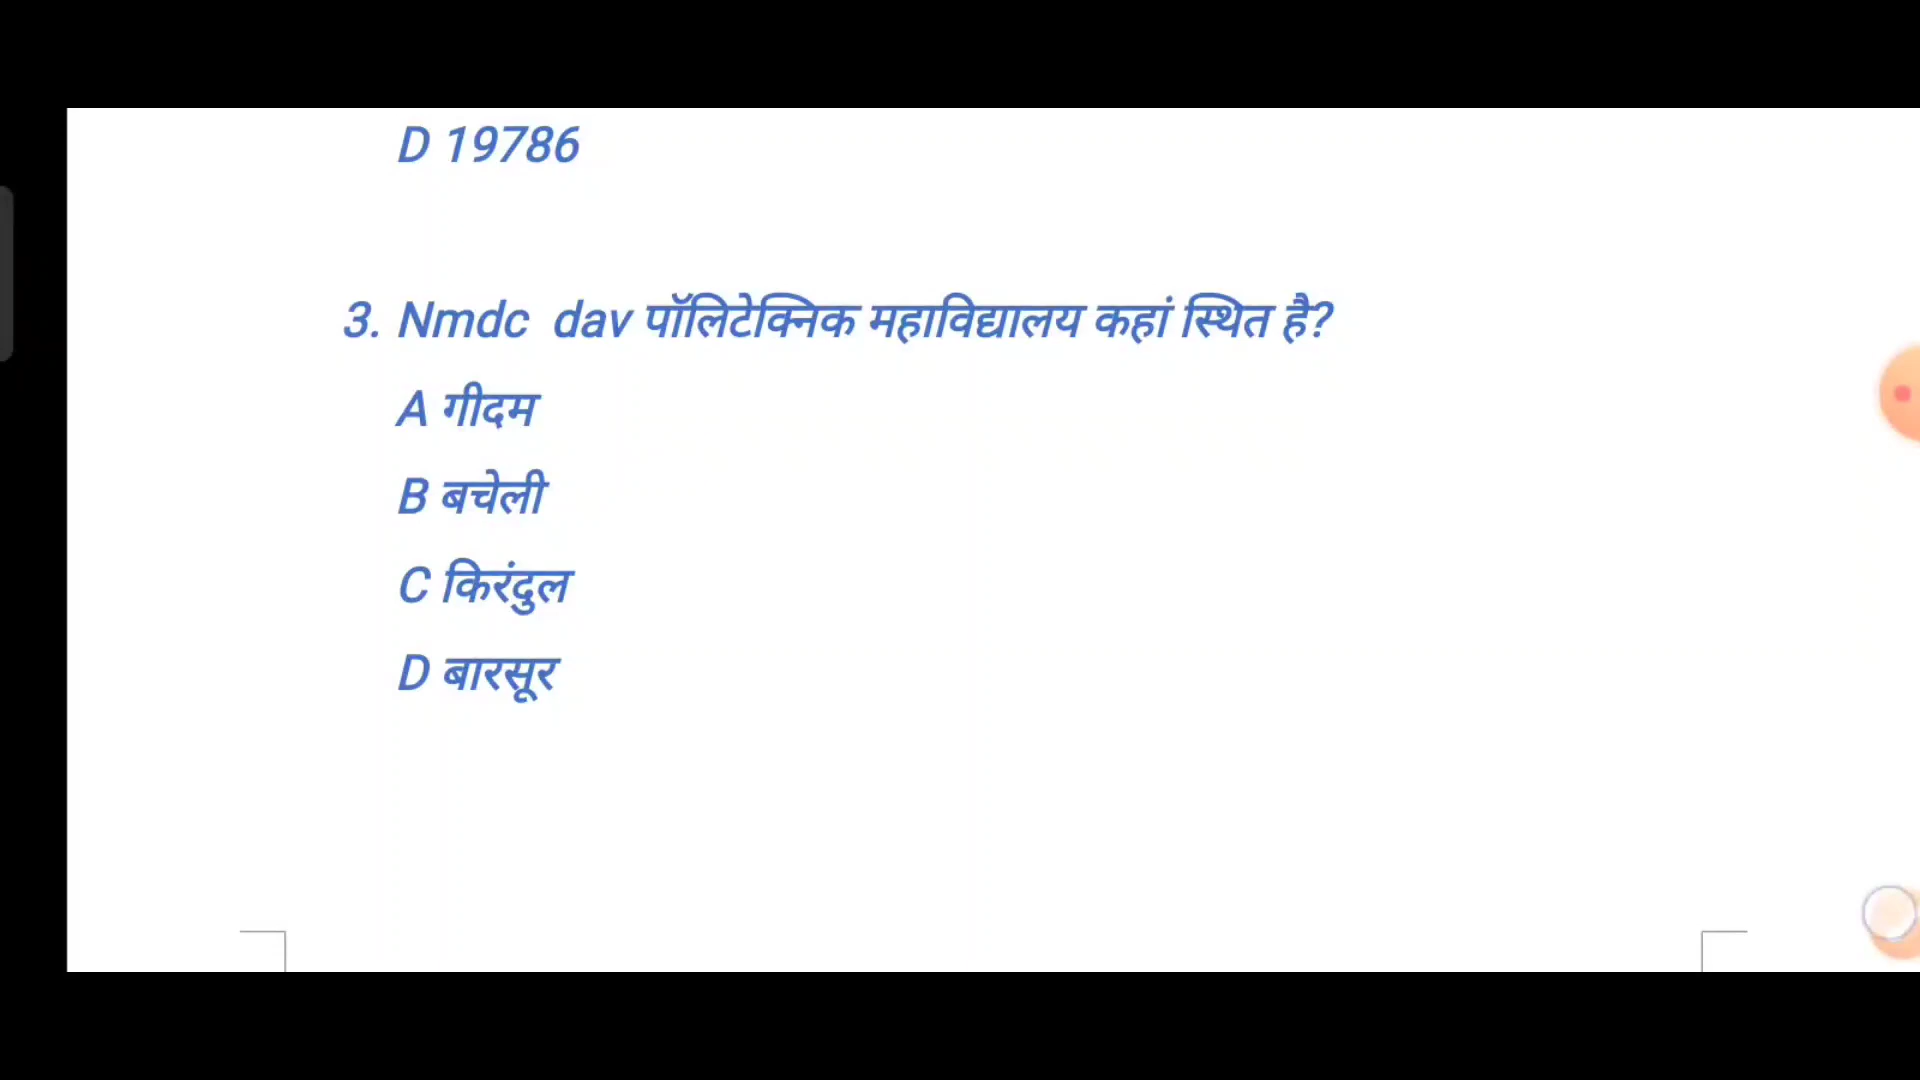 D 19786
3. Nmdc dav पॉलिटेक्निक महाविद्यालय कहां स्थित है?
A गीदम
B बचेली
C किरंदुल
D बारसूर